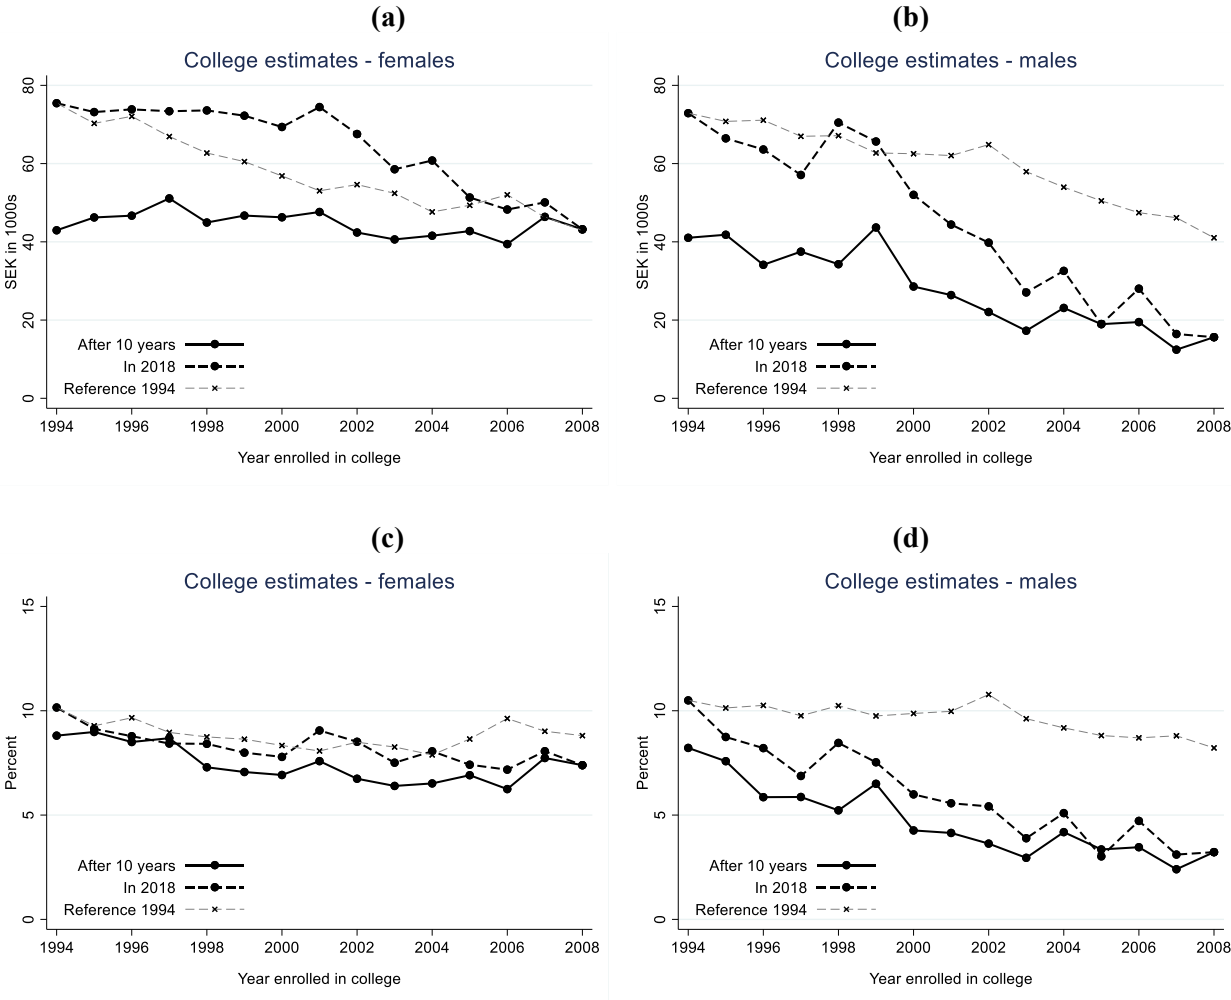 (a)
College estimates - females
SEK in 1000s
80
60
40
20
0
After 10 years
In 2018
Reference 1994
1994 1996 1998 2000 2002 2004 2006 2008
Year enrolled in college
(b)
College estimates - males
SEK in 1000s
80
60
40
20
0
After 10 years
In 2018
Reference 1994
1994 1996 1998 2000 2002 2004 2006 2008
Year enrolled in college
(c)
College estimates - females
Percent
15
10
5
0
After 10 years
In 2018
Reference 1994
1994 1996 1998 2000 2002 2004 2006 2008
Year enrolled in college
(d)
College estimates - males
Percent
15
10
5
0
After 10 years
In 2018
Reference 1994
1994 1996 1998 2000 2002 2004 2006 2008
Year enrolled in college